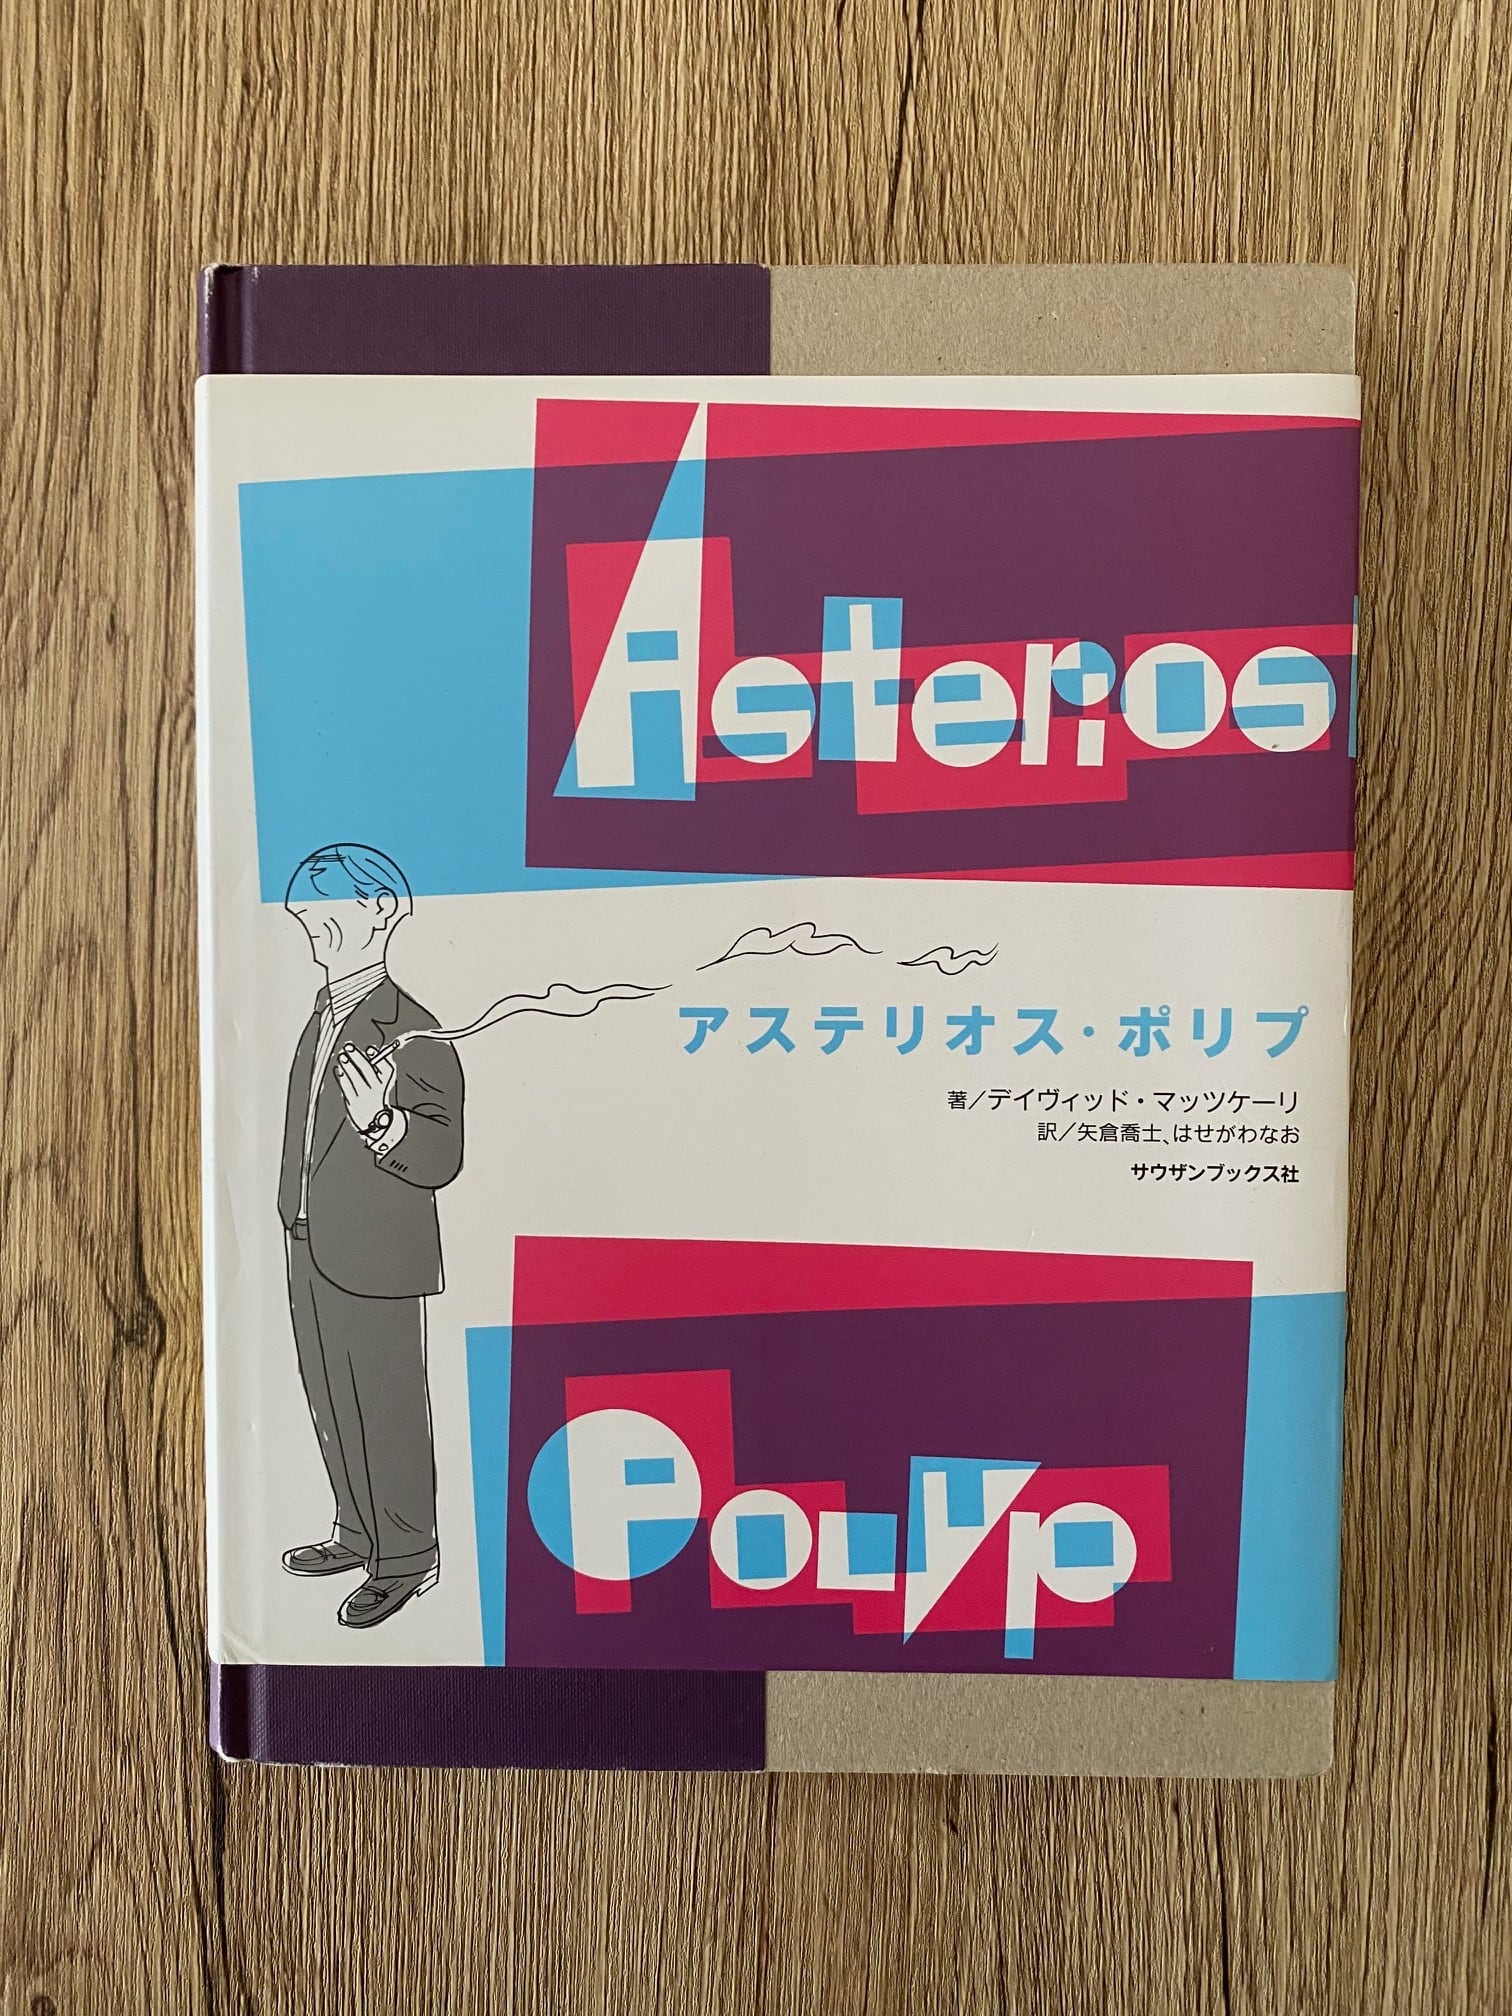 Asterios
アステリオス・ポリプ
著／デイヴィッド・マッツケーリ
訳／矢倉喬士、はせがわなお
サウザンブックス社
Polyp